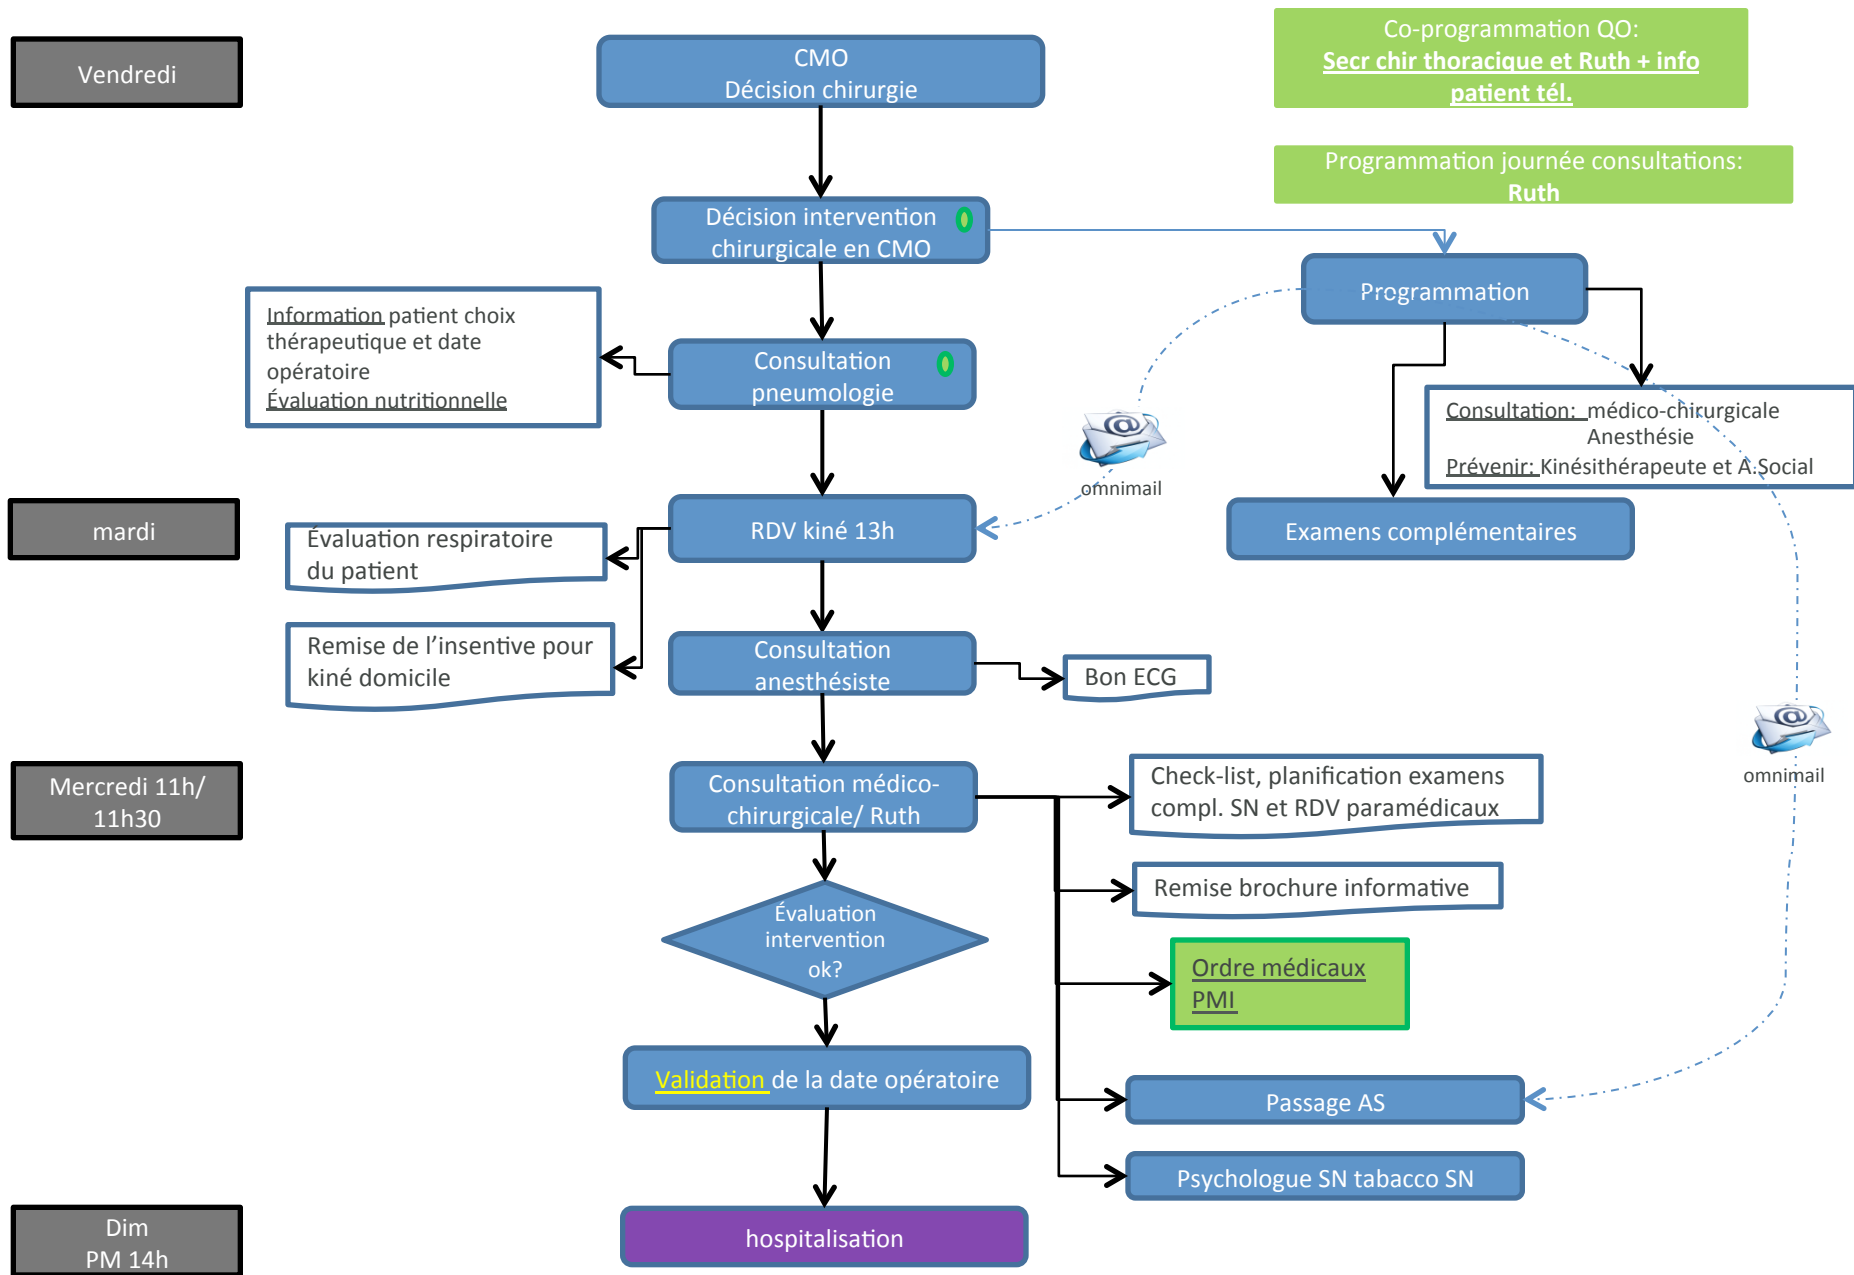 Vendredi
CMO
Décision chirurgie
Co-programmation QO:
Secr chir thoracique et Ruth + info
patient tél.
Programmation journée consultations:
Ruth
Décision intervention
chirurgicale en CMO
Programmation
Information patient choix
thérapeutique et date
opératoire
Évaluation nutritionnelle
Consultation
pneumologie
Consultation: médico-chirurgicale
Anesthésie
Prévenir: Kinésithérapeute et A.Social
omnimail
mardi
RDV kiné 13h
Examens complémentaires
Évaluation respiratoire
du patient
Remise de l’insentive pour
kiné domicile
Consultation
anesthésiste
Bon ECG
omnimail
Mercredi 11h/
11h30
Consultation médico-
chirurgicale/ Ruth
Check-list, planification examens
compl. SN et RDV paramédicaux
Remise brochure informative
Évaluation
intervention
ok?
Ordre médicaux
PMI
Validation de la date opératoire
Passage AS
Psychologue SN tabacco SN
Dim
PM 14h
hospitalisation